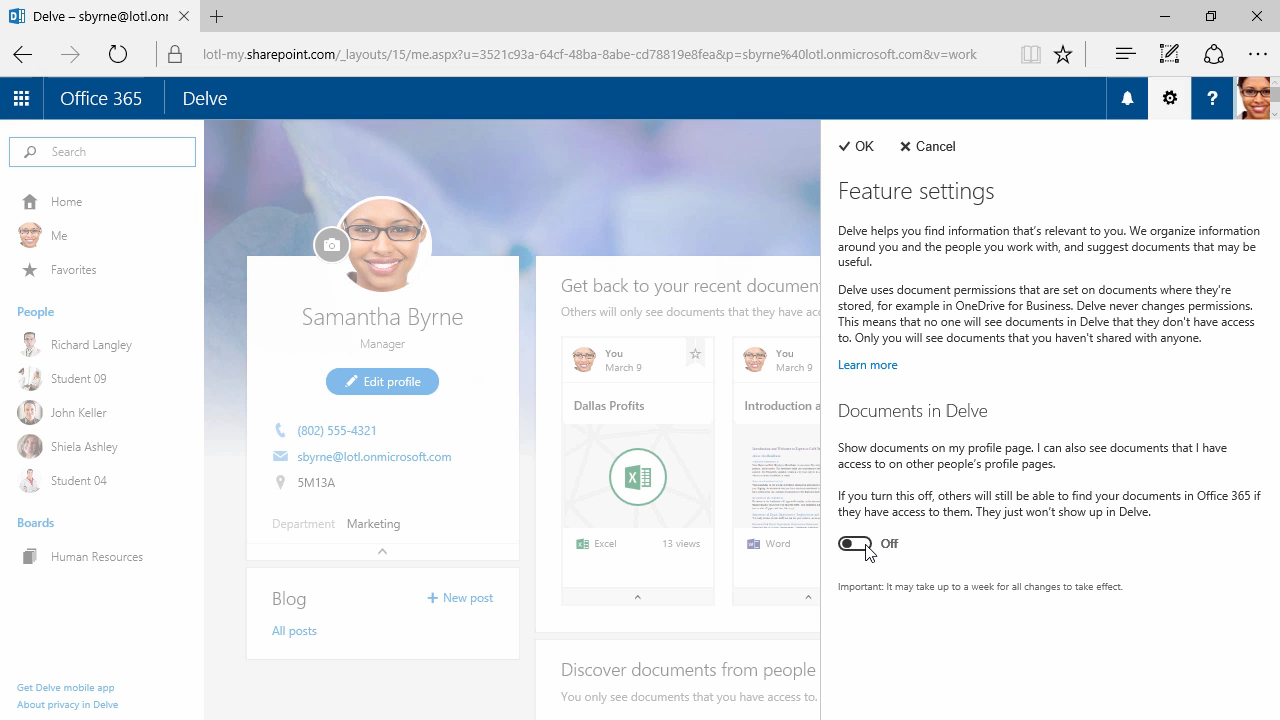 Delve – sbyrne@lotl.onr
lotl-my.sharepoint.com/_layouts/15/me.aspx?u=3521c93a-64cf-48ba-8abe-cd78819e8fea&p=sbyrne%40lotl.onmicrosoft.com&v=work
Office 365
Delve
?
Search
Home
Me
Favorites
People
Richard Langley
Student 09
John Keller
Shiela Ashley
Student 04
Boards
Human Resources
Get Delve mobile app
About privacy in Delve
Samantha Byrne
Manager
Edit profile
(802) 555-4321
sbyrne@lotl.onmicrosoft.com
5M13A
Department Marketing
Blog
+ New post
All posts
Get back to your recent documen
Others will only see documents that they have acc
You
March 9
Dallas Profits
Excel 13 views
You
March 9
Introduction a
Word
Discover documents from people
You only see documents that you have access to.
OK
Cancel
Feature settings
Delve helps you find information that's relevant to you. We organize information
around you and the people you work with, and suggest documents that may be
useful.
Delve uses document permissions that are set on documents where they're
stored, for example in OneDrive for Business. Delve never changes permissions.
This means that no one will see documents in Delve that they don't have access
to. Only you will see documents that you haven't shared with anyone.
Learn more
Documents in Delve
Show documents on my profile page. I can also see documents that I have
access to on other people's profile pages.
If you turn this off, others will still be able to find your documents in Office 365 if
they have access to them. They just won't show up in Delve.
Off
Important: It may take up to a week for all changes to take effect.